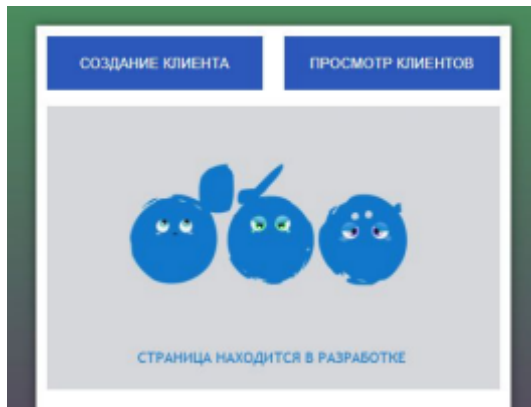 СОЗДАНИЕ КЛИЕНТА
ПРОСМОТР КЛИЕНТОВ
СТРАНИЦА НАХОДИТСЯ В РАЗРАБОТКЕ